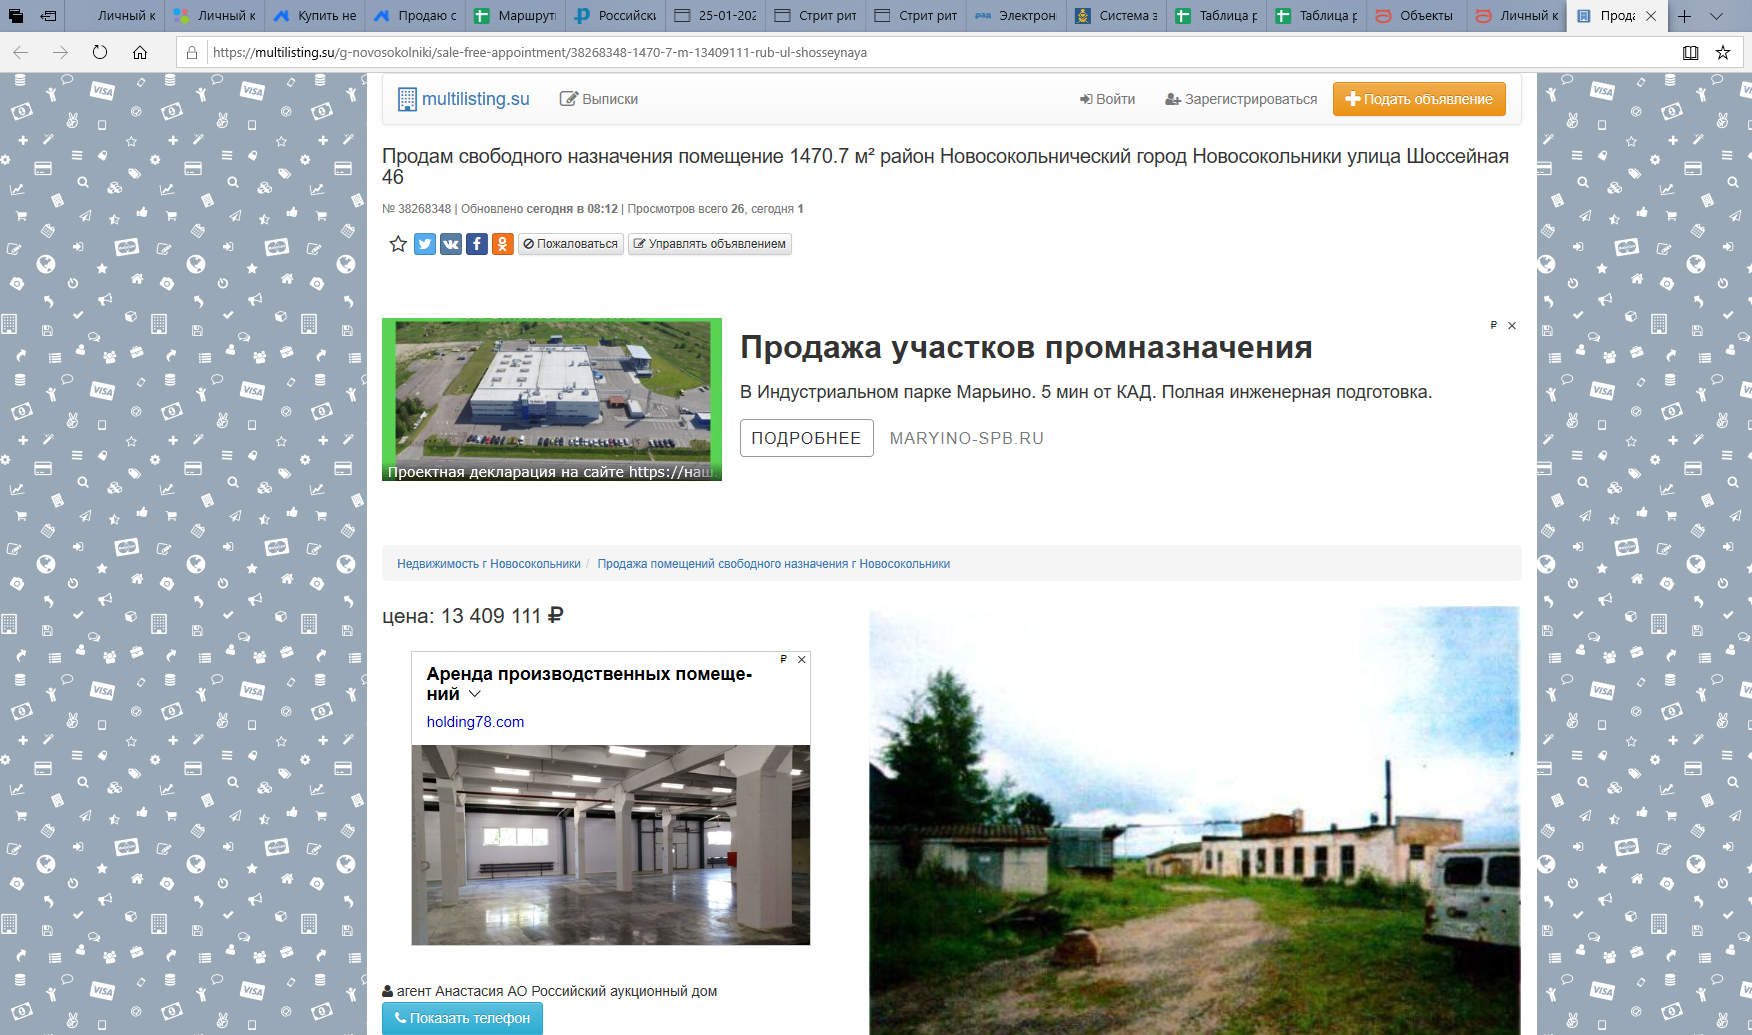 Личный к
Личный к
Купить не
Продаю с
Маршрут
Российски
25-01-202
Стрит рит
Стрит рит
Электрон
Система э
Таблица р
Таблица р
Объекты
Личный к
Прода
https://multilisting.su/g-novosokolniki/sale-free-appointment/38268348-1470-7-m-13409111-rub-ul-shosseynaya
multilisting.su
Выписки
Войти
Зарегистрироваться
Подать объявление
Продам свободного назначения помещение 1470.7 м² район Новосокольнический город Новосокольники улица Шоссейная
46
№ 38268348 | Обновлено сегодня в 08:12 | Просмотров всего 26, сегодня 1
Пожаловаться
Управлять объявлением
Продажа участков промназначения
В Индустриальном парке Марьино. 5 мин от КАД. Полная инженерная подготовка.
ПОДРОБНЕЕ
MARYINO-SPB.RU
Проектная декларация на сайте https://наш
Недвижимость г Новосокольники / Продажа помещений свободного назначения г Новосокольники
цена: 13 409 111 ₽
Аренда производственных помеще-
ний
holding78.com
агент Анастасия АО Российский аукционный дом
Показать телефон